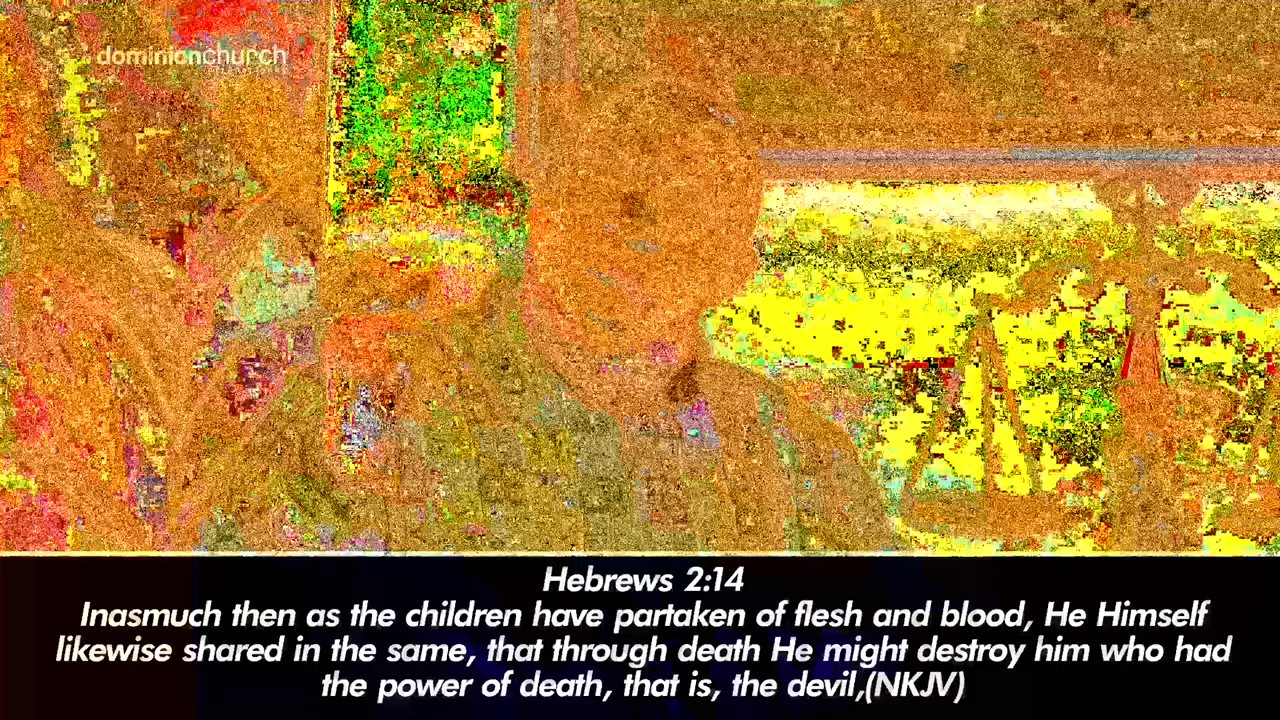 dominionchurch
Hebrews 2:14
Inasmuch then as the children have partaken of flesh and blood, He Himself
likewise shared in the same, that through death He might destroy him who had
the power of death, that is, the devil,(NKJV)